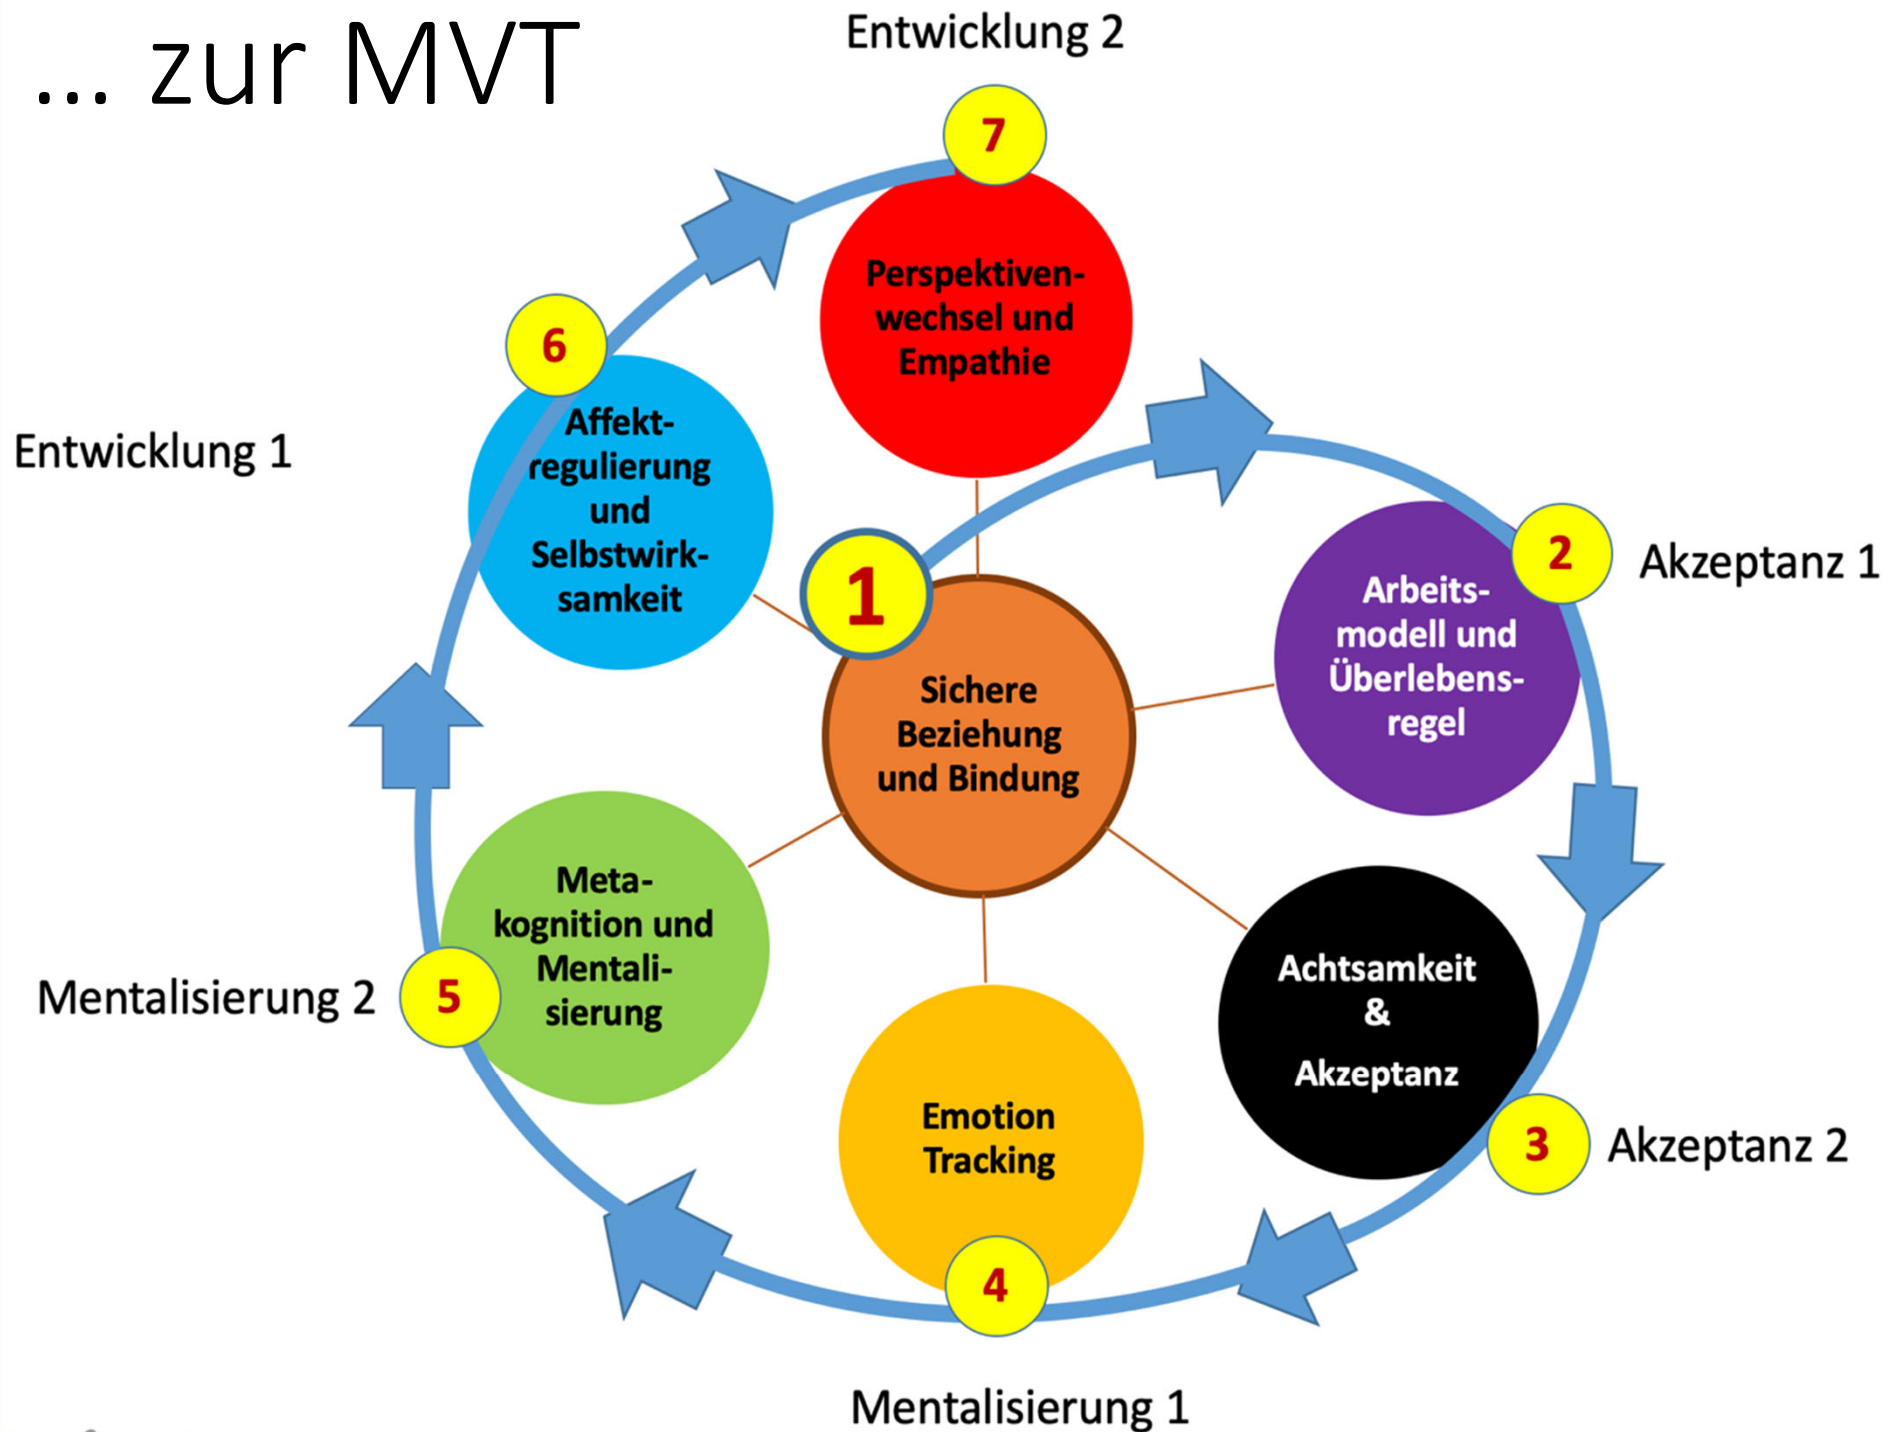 ... zur MVT
Entwicklung 2
7
Perspektiven-
wechsel und
Empathie
6
Affekt-
regulierung
und
Selbstwirk-
samkeit
Entwicklung 1
1
Sichere
Beziehung
und Bindung
2
Akzeptanz 1
Arbeits-
modell und
Überlebens-
regel
Meta-
kognition und
Mentali-
sierung
5
Mentalisierung 2
Achtsamkeit
&
Akzeptanz
3
Akzeptanz 2
Emotion
Tracking
4
Mentalisierung 1